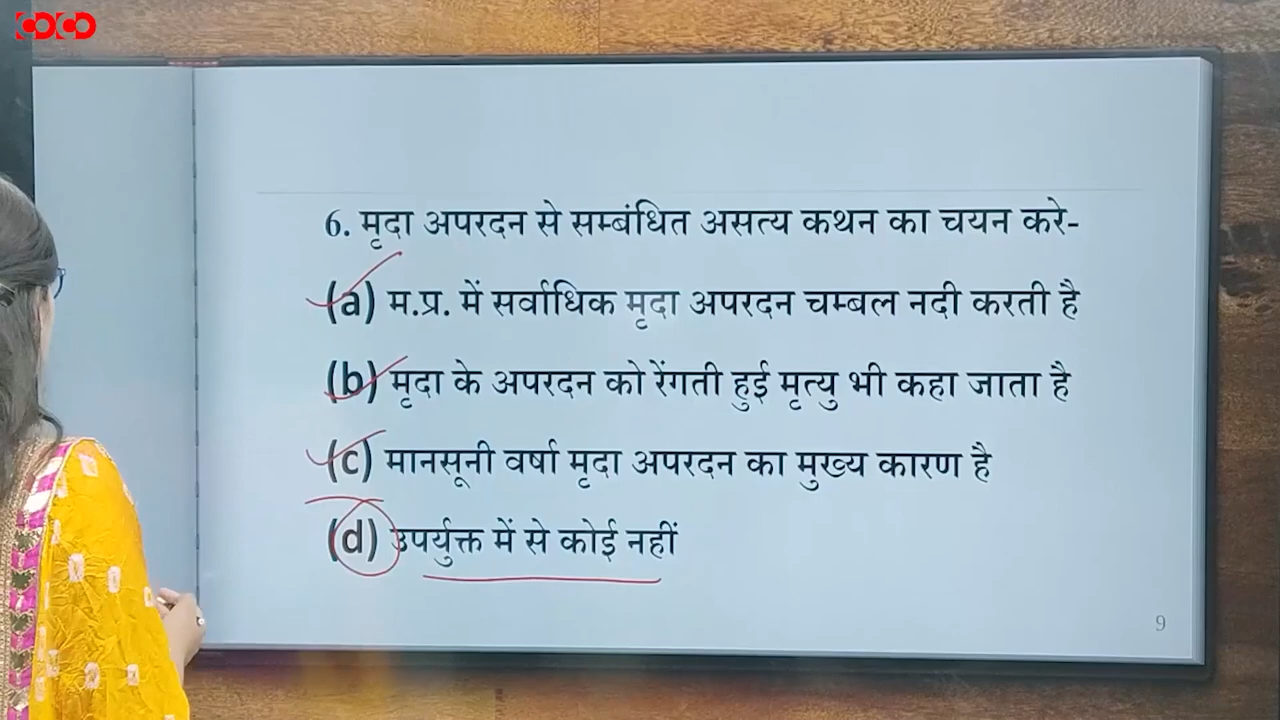 COCO
6. मृदा अपरदन से सम्बंधित असत्य कथन का चयन करे-
(a) म.प्र. में सर्वाधिक मृदा अपरदन चम्बल नदी करती है
(b) मृदा के अपरदन को रेंगती हुई मृत्यु भी कहा जाता है
(c) मानसूनी वर्षा मृदा अपरदन का मुख्य कारण है
(d) उपर्युक्त में से कोई नहीं
9